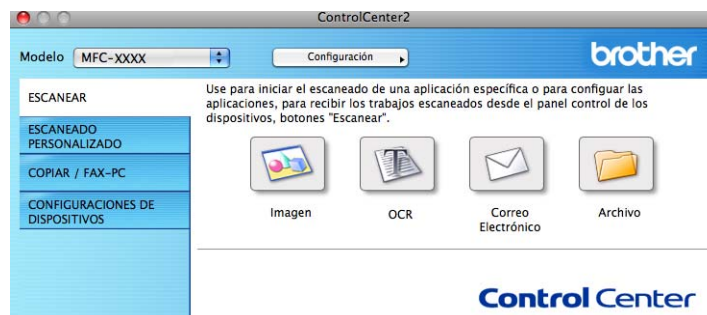 ControlCenter2
Modelo MFC-XXXX Configuración brother
ESCANEAR
Use para iniciar el escaneado de una aplicación específica o para configuar las
aplicaciones, para recibir los trabajos escaneados desde el panel control de los
dispositivos, botones "Escanear".
ESCANEADO
PERSONALIZADO
COPIAR / FAX-PC
CONFIGURACIONES DE
DISPOSITIVOS
Imagen
OCR
Correo
Electrónico
Archivo
Control Center